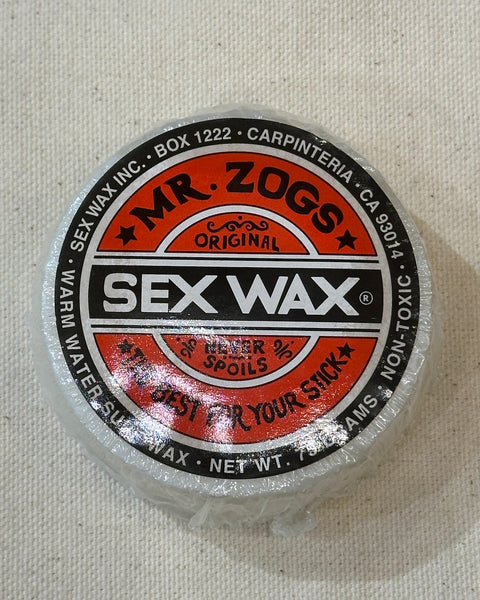 SEX WAX INC. • BOX 1222 • CARPINTERIA • CA 93014 • NON-TOXIC •
MR. ZOGS
ORIGINAL
SEX WAX®
NEVER
SPOILS
THE BEST FOR YOUR STICK
WARM WATER SURF WAX • NET WT. GRAMS •